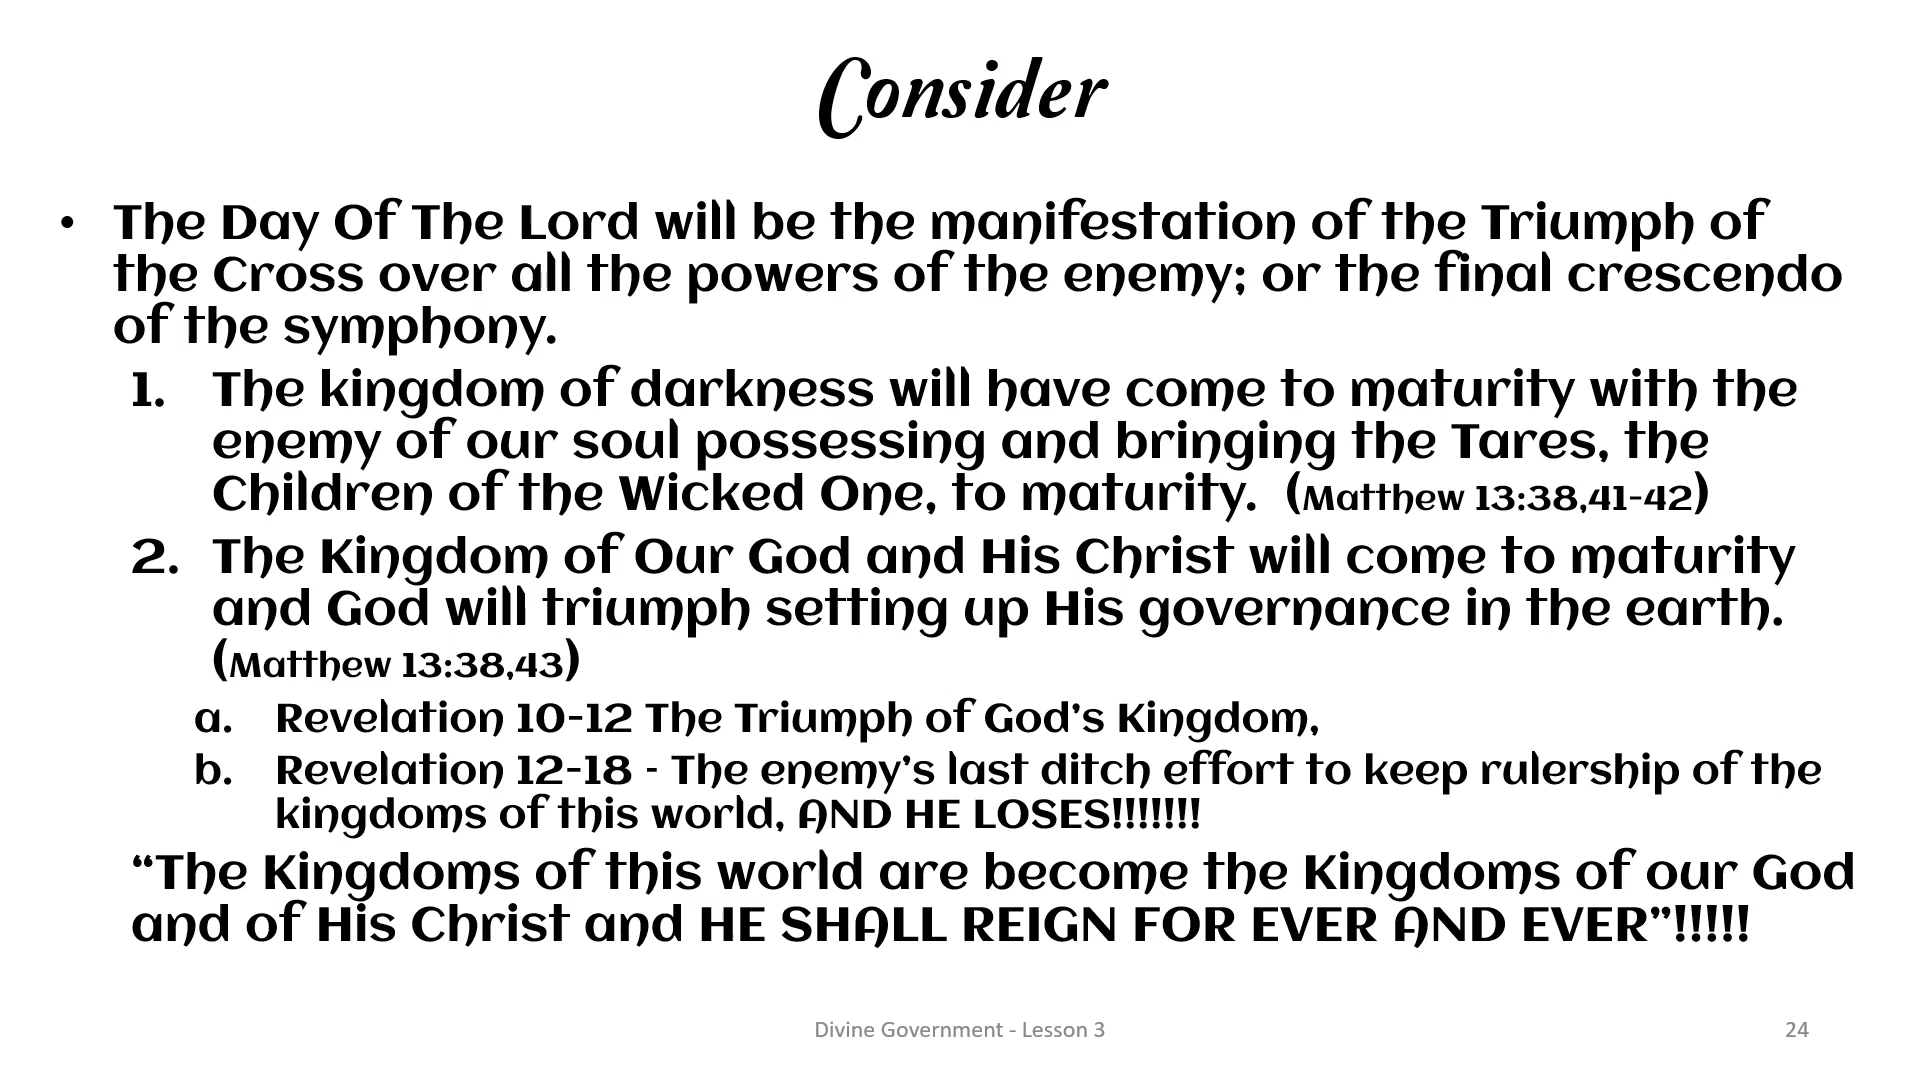 Consider
• The Day Of The Lord will be the manifestation of the Triumph of
the Cross over all the powers of the enemy; or the final crescendo
of the symphony.
1. The kingdom of darkness will have come to maturity with the
enemy of our soul possessing and bringing the Tares, the
Children of the Wicked One, to maturity. (Matthew 13:38,41-42)
2. The Kingdom of Our God and His Christ will come to maturity
and God will triumph setting up His governance in the earth.
(Matthew 13:38,43)
a. Revelation 10-12 The Triumph of God's Kingdom,
b. Revelation 12-18 - The enemy's last ditch effort to keep rulership of the
kingdoms of this world, AND HE LOSES!!!!!!!
“The Kingdoms of this world are become the Kingdoms of our God
and of His Christ and HE SHALL REIGN FOR EVER AND EVER”!!!!!
Divine Government - Lesson 3
24